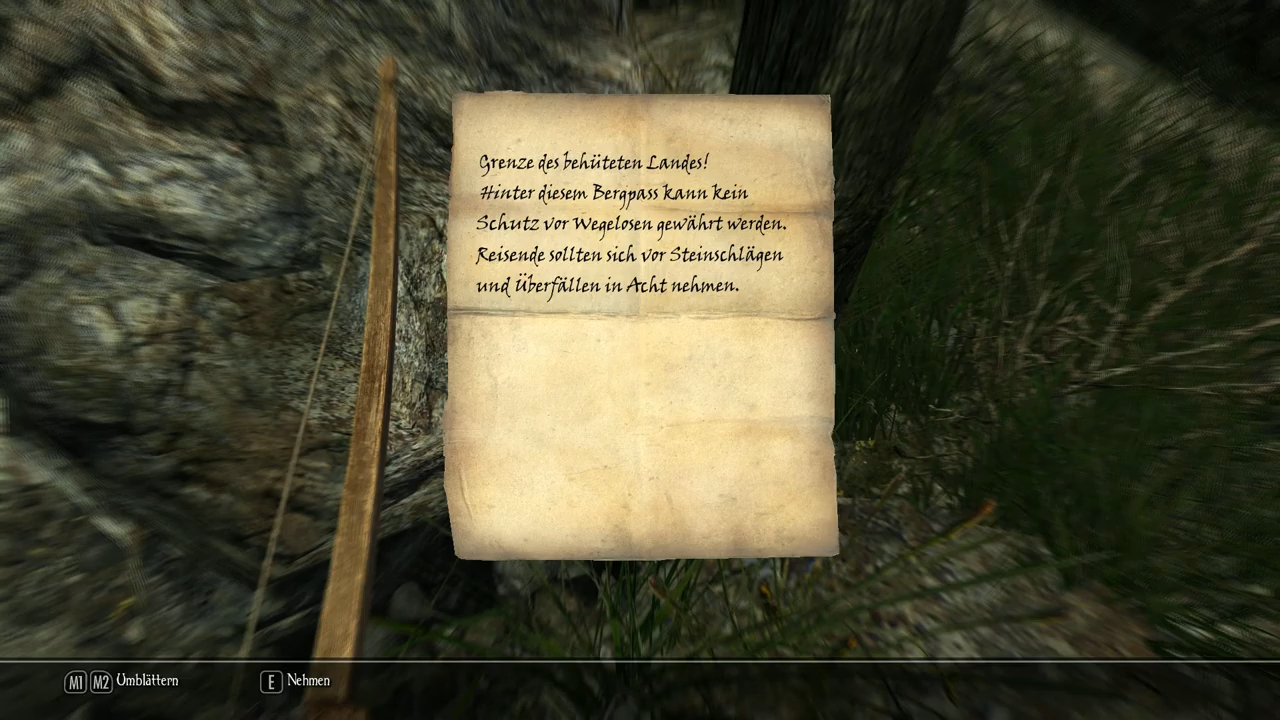 Grenze des behüteten Landes!
Hinter diesem Bergpass kann kein
Schutz vor Wegelosen gewährt werden.
Reisende sollten sich vor Steinschlägen
und Überfällen in Acht nehmen.
M1 M2 Umblättern E Nehmen